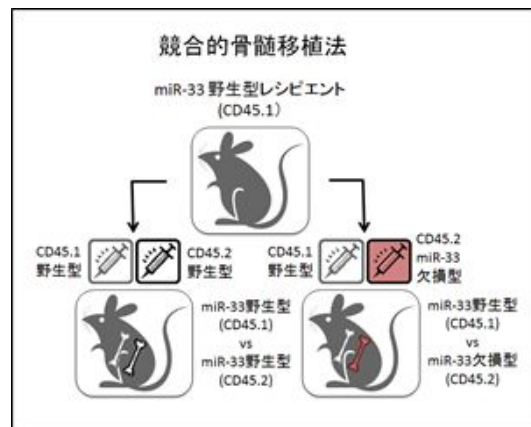 競合的骨髄移植法
miR-33 野生型レシピエント
(CD45.1)
CD45.1
野生型
CD45.2
野生型
CD45.1
野生型
CD45.2
miR-33
欠損型
miR-33野生型
(CD45.1)
vs
miR-33野生型
(CD45.2)
miR-33野生型
(CD45.1)
vs
miR-33欠損型
(CD45.2)